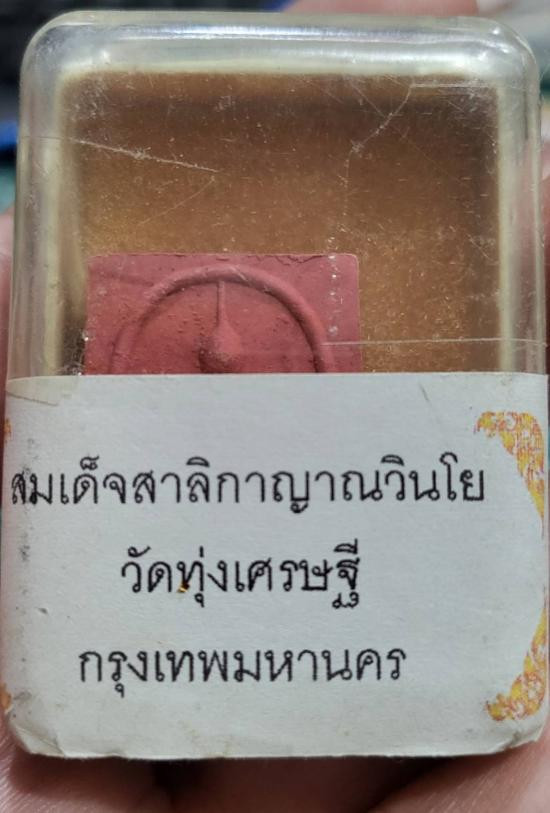 สมเด็จสาลิกาญาณวินโย
วัดทุ่งเศรษฐี
กรุงเทพมหานคร